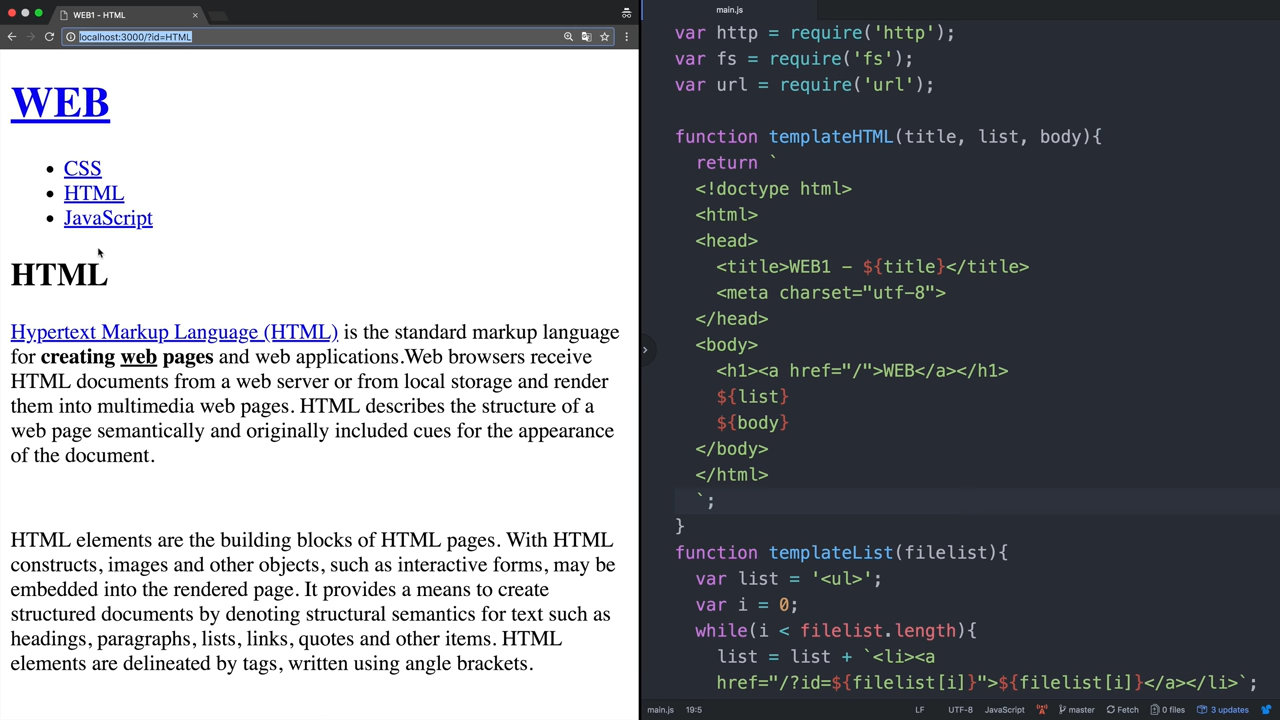 WEB1 - HTML
localhost:3000/?id=HTML
WEB
CSS
HTML
JavaScript
HTML
Hypertext Markup Language (HTML) is the standard markup language
for creating web pages and web applications.Web browsers receive
HTML documents from a web server or from local storage and render
them into multimedia web pages. HTML describes the structure of a
web page semantically and originally included cues for the appearance
of the document.
HTML elements are the building blocks of HTML pages. With HTML
constructs, images and other objects, such as interactive forms, may be
embedded into the rendered page. It provides a means to create
structured documents by denoting structural semantics for text such as
headings, paragraphs, lists, links, quotes and other items. HTML
elements are delineated by tags, written using angle brackets.
main.js
var http = require('http');
var fs = require('fs');
var url = require('url');
function templateHTML(title, list, body){
return `
<!doctype html>
<html>
<head>
<title>WEB1 - ${title}</title>
<meta charset="utf-8">
</head>
<body>
<h1><a href="/">WEB</a></h1>
${list}
${body}
</body>
</html>
`;
}
function templateList(filelist){
var list = '<ul>';
var i = 0;
while(i < filelist.length){
list = list + `<li><a
href="/?id=${filelist[i]}">${filelist[i]}</a></li>`;
main.js 19:5 LF UTF-8 JavaScript master Fetch 0 files 3 updates